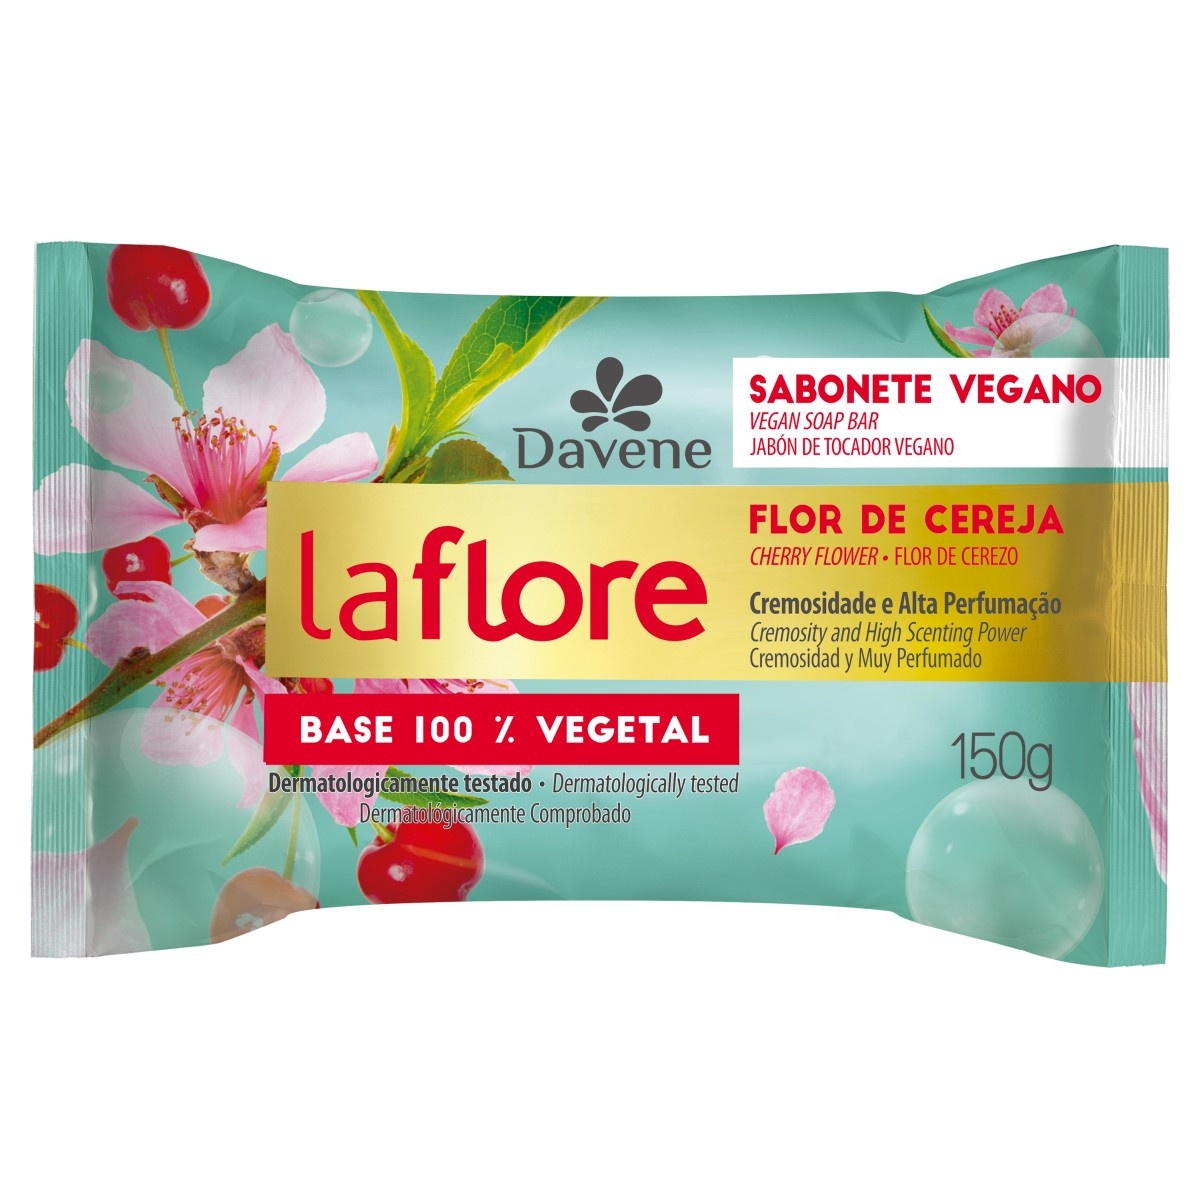 Davene
SABONETE VEGANO
VEGAN SOAP BAR
JABÓN DE TOCADOR VEGANO
laflore
FLOR DE CEREJA
CHERRY FLOWER • FLOR DE CEREZO
Cremosidade e Alta Perfumação
Cremosity and High Scenting Power
Cremosidad y Muy Perfumado
BASE 100 % VEGETAL
Dermatologicamente testado • Dermatologically tested
Dermatológicamente Comprobado
150g